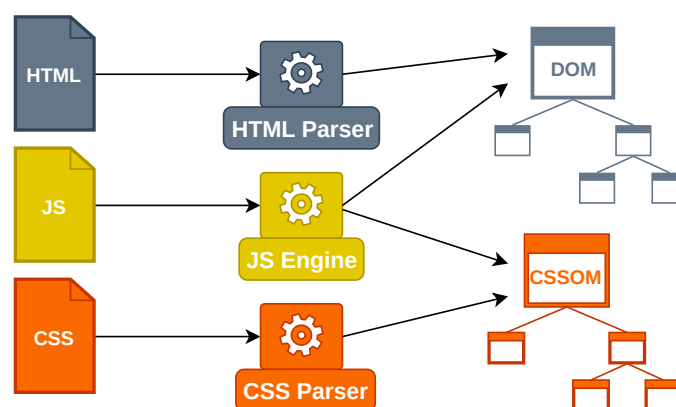 HTML
HTML Parser
DOM
JS
JS Engine
CSSOM
CSS
CSS Parser